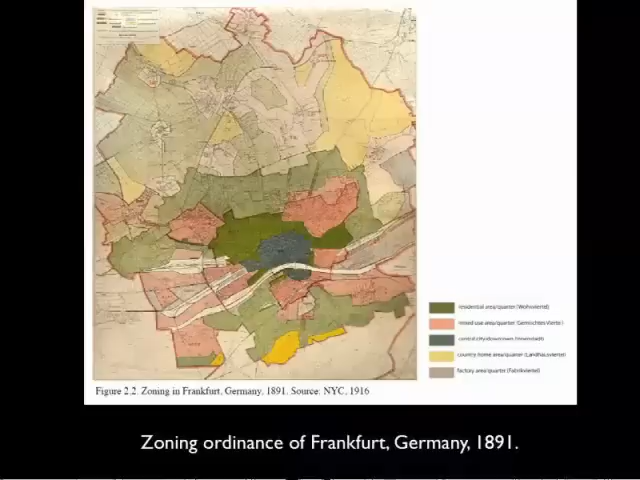 residential area/quarter (Wohnviertel)
mixed use area/quarter (Gemischtes Viertel)
central city/downtown (Innenstadt)
country home area/quarter (Landhausviertel)
factory area/quarter (Fabrikviertel)
Figure 2.2. Zoning in Frankfurt, Germany, 1891. Source: NYC, 1916
Zoning ordinance of Frankfurt, Germany, 1891.